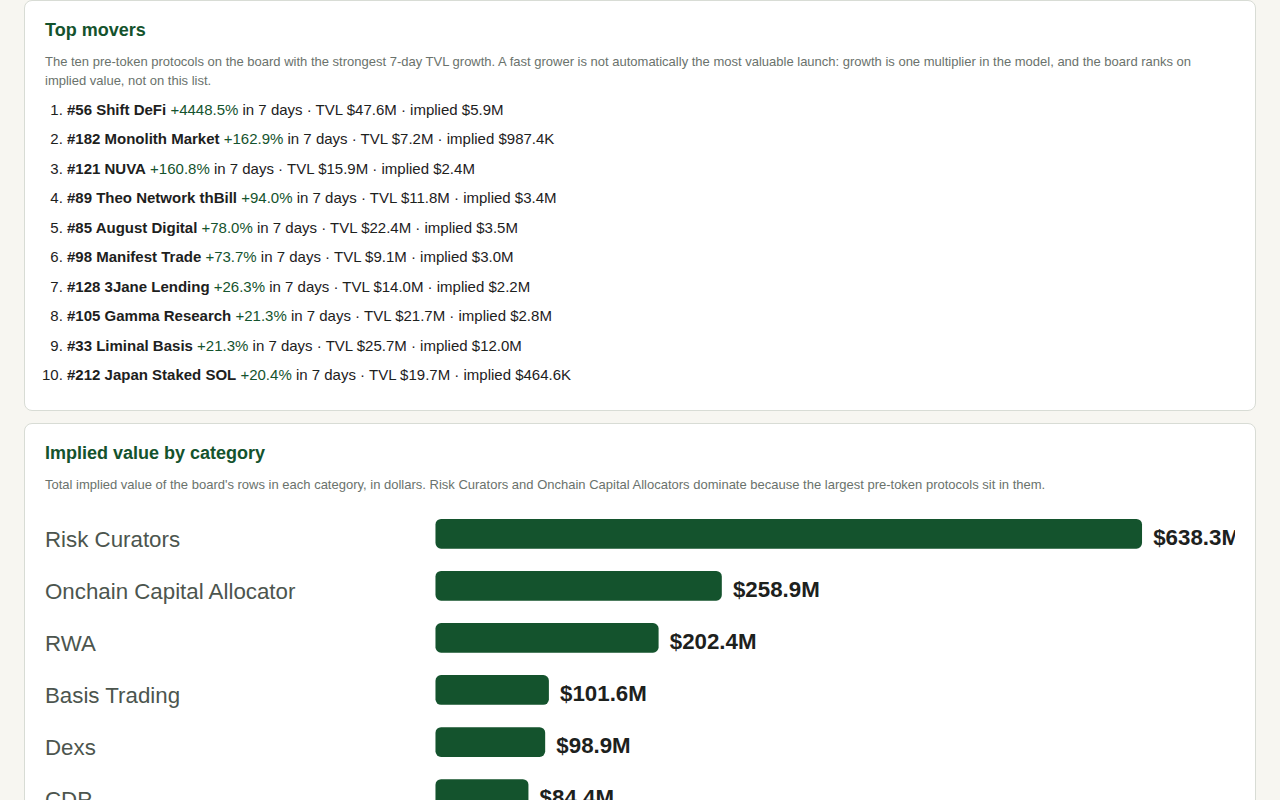 Top movers
The ten pre-token protocols on the board with the strongest 7-day TVL growth. A fast grower is not automatically the most valuable launch: growth is one multiplier in the model, and the board ranks on
implied value, not on this list.
1. #56 Shift DeFi +4448.5% in 7 days · TVL $47.6M · implied $5.9M
2. #182 Monolith Market +162.9% in 7 days · TVL $7.2M · implied $987.4K
3. #121 NUVA +160.8% in 7 days · TVL $15.9M · implied $2.4M
4. #89 Theo Network thBill +94.0% in 7 days · TVL $11.8M · implied $3.4M
5. #85 August Digital +78.0% in 7 days · TVL $22.4M · implied $3.5M
6. #98 Manifest Trade +73.7% in 7 days · TVL $9.1M · implied $3.0M
7. #128 3Jane Lending +26.3% in 7 days · TVL $14.0M · implied $2.2M
8. #105 Gamma Research +21.3% in 7 days · TVL $21.7M · implied $2.8M
9. #33 Liminal Basis +21.3% in 7 days · TVL $25.7M · implied $12.0M
10. #212 Japan Staked SOL +20.4% in 7 days · TVL $19.7M · implied $464.6K
Implied value by category
Total implied value of the board's rows in each category, in dollars. Risk Curators and Onchain Capital Allocators dominate because the largest pre-token protocols sit in them.
Risk Curators $638.3M
Onchain Capital Allocator $258.9M
RWA $202.4M
Basis Trading $101.6M
Dexs $98.9M
CDP $84.4M